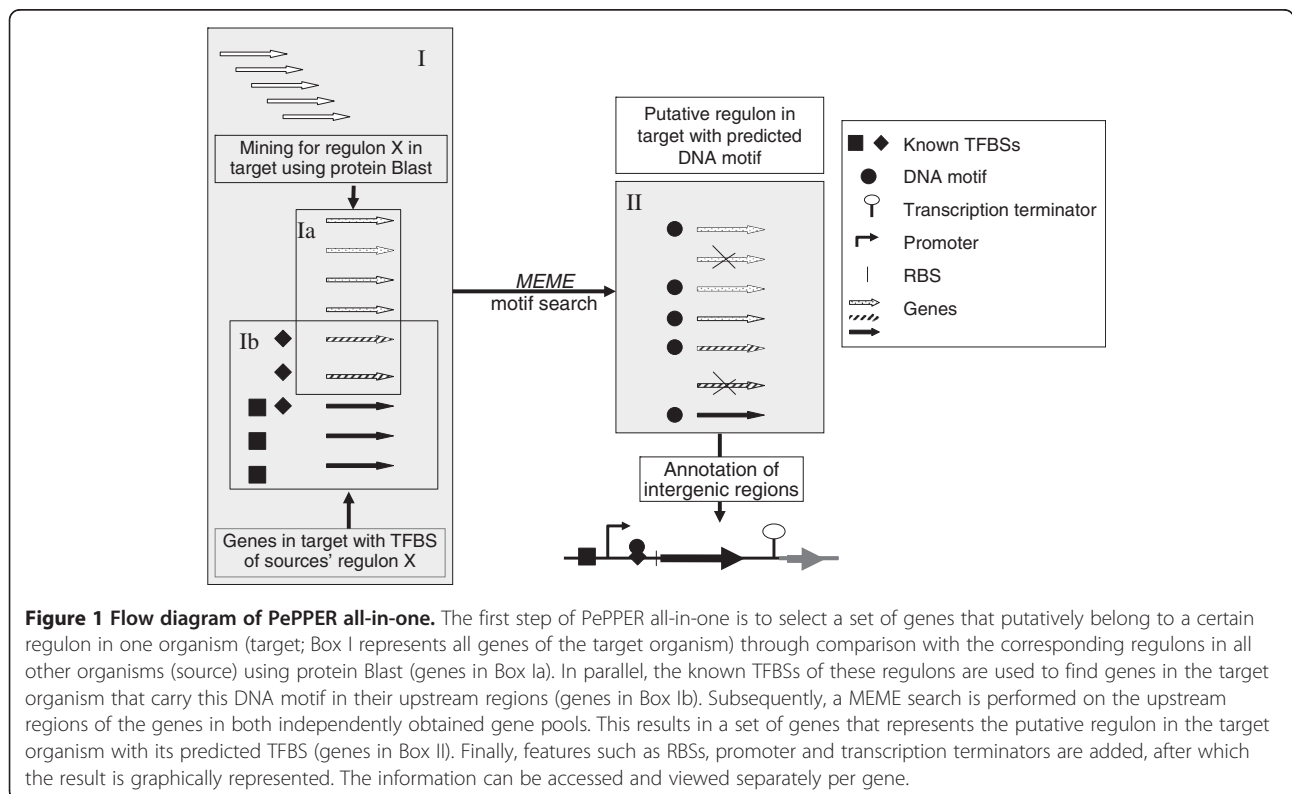 I
Mining for regulon X in
target using protein Blast
Ia
Ib
Genes in target with TFBS
of sources' regulon X
MEME
motif search
Putative regulon in
target with predicted
DNA motif
II
Annotation of
intergenic regions
Known TFBSs
DNA motif
Transcription terminator
Promoter
RBS
Genes
Figure 1 Flow diagram of PePPER all-in-one. The first step of PePPER all-in-one is to select a set of genes that putatively belong to a certain
regulon in one organism (target; Box I represents all genes of the target organism) through comparison with the corresponding regulons in all
other organisms (source) using protein Blast (genes in Box Ia). In parallel, the known TFBSs of these regulons are used to find genes in the target
organism that carry this DNA motif in their upstream regions (genes in Box Ib). Subsequently, a MEME search is performed on the upstream
regions of the genes in both independently obtained gene pools. This results in a set of genes that represents the putative regulon in the target
organism with its predicted TFBS (genes in Box II). Finally, features such as RBSs, promoter and transcription terminators are added, after which
the result is graphically represented. The information can be accessed and viewed separately per gene.